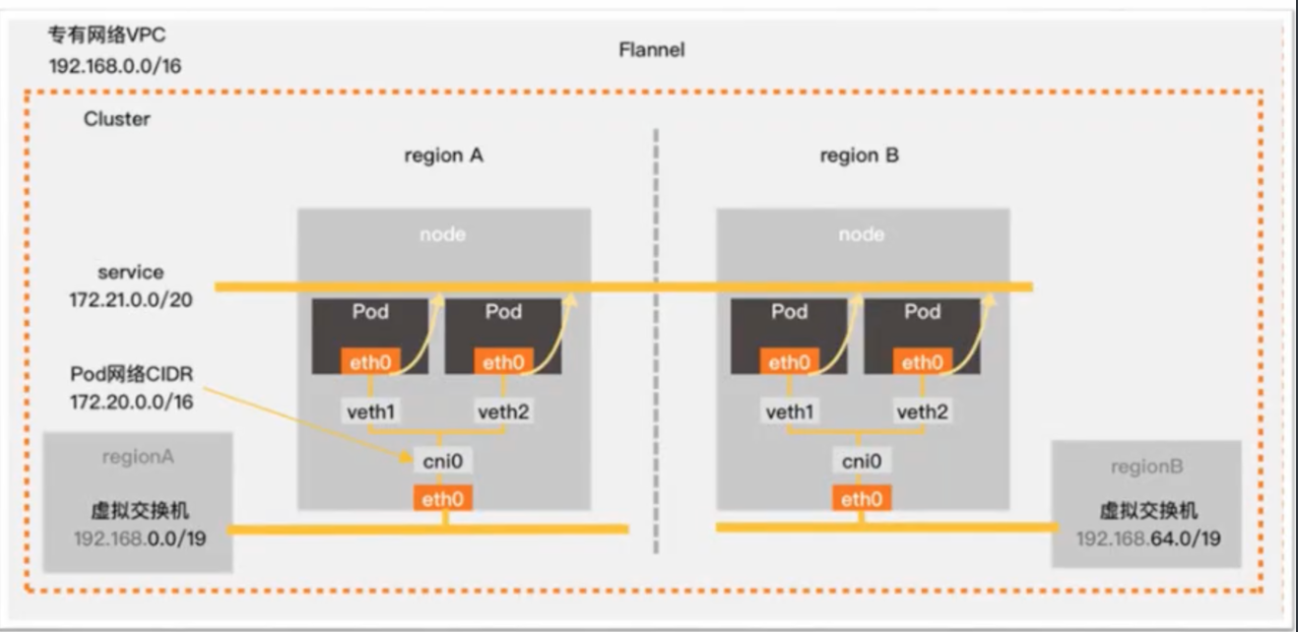 专有网络VPC
192.168.0.0/16
Flannel
Cluster
region A
region B
node
node
service
172.21.0.0/20
Pod
Pod
Pod
Pod
eth0
eth0
eth0
eth0
Pod网络CIDR
172.20.0.0/16
veth1
veth2
veth1
veth2
cni0
cni0
eth0
eth0
regionA
虚拟交换机
192.168.0.0/19
regionB
虚拟交换机
192.168.64.0/19